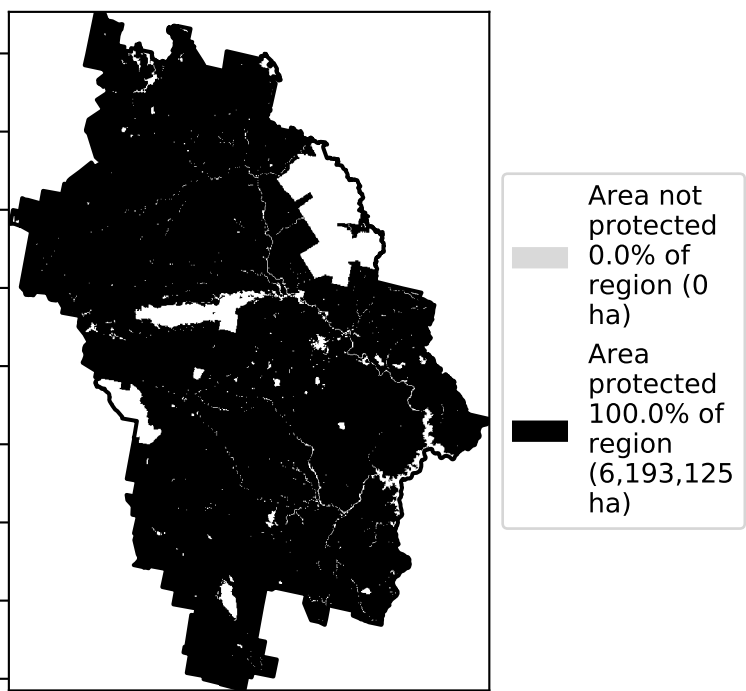 Area not
protected
0.0% of
region (0
ha)
Area
protected
100.0% of
region
(6,193,125
ha)